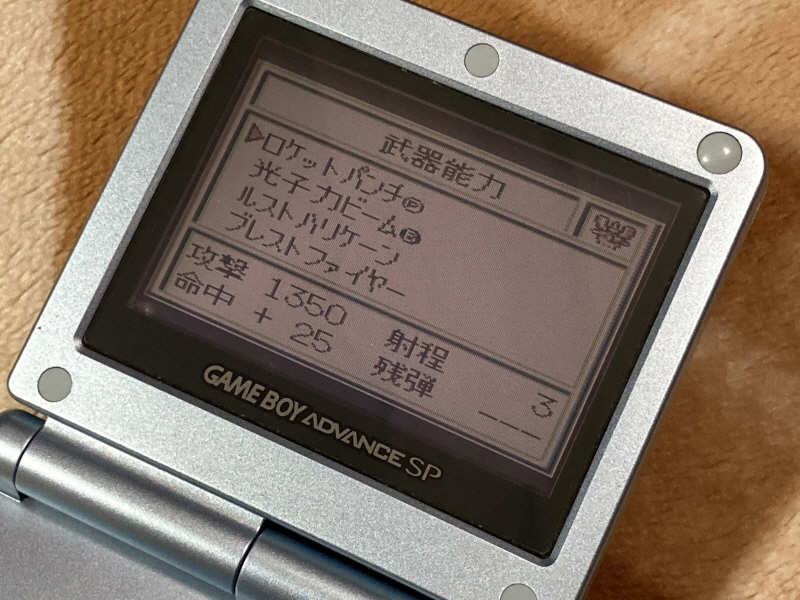 武器能力
▶ロケットパンチⓅ
光子力ビームⒷ
ルストハリケーン
ブレストファイヤー
攻撃 1350 射程 3
命中 + 25 残弾 ---
GAME BOY ADVANCE SP